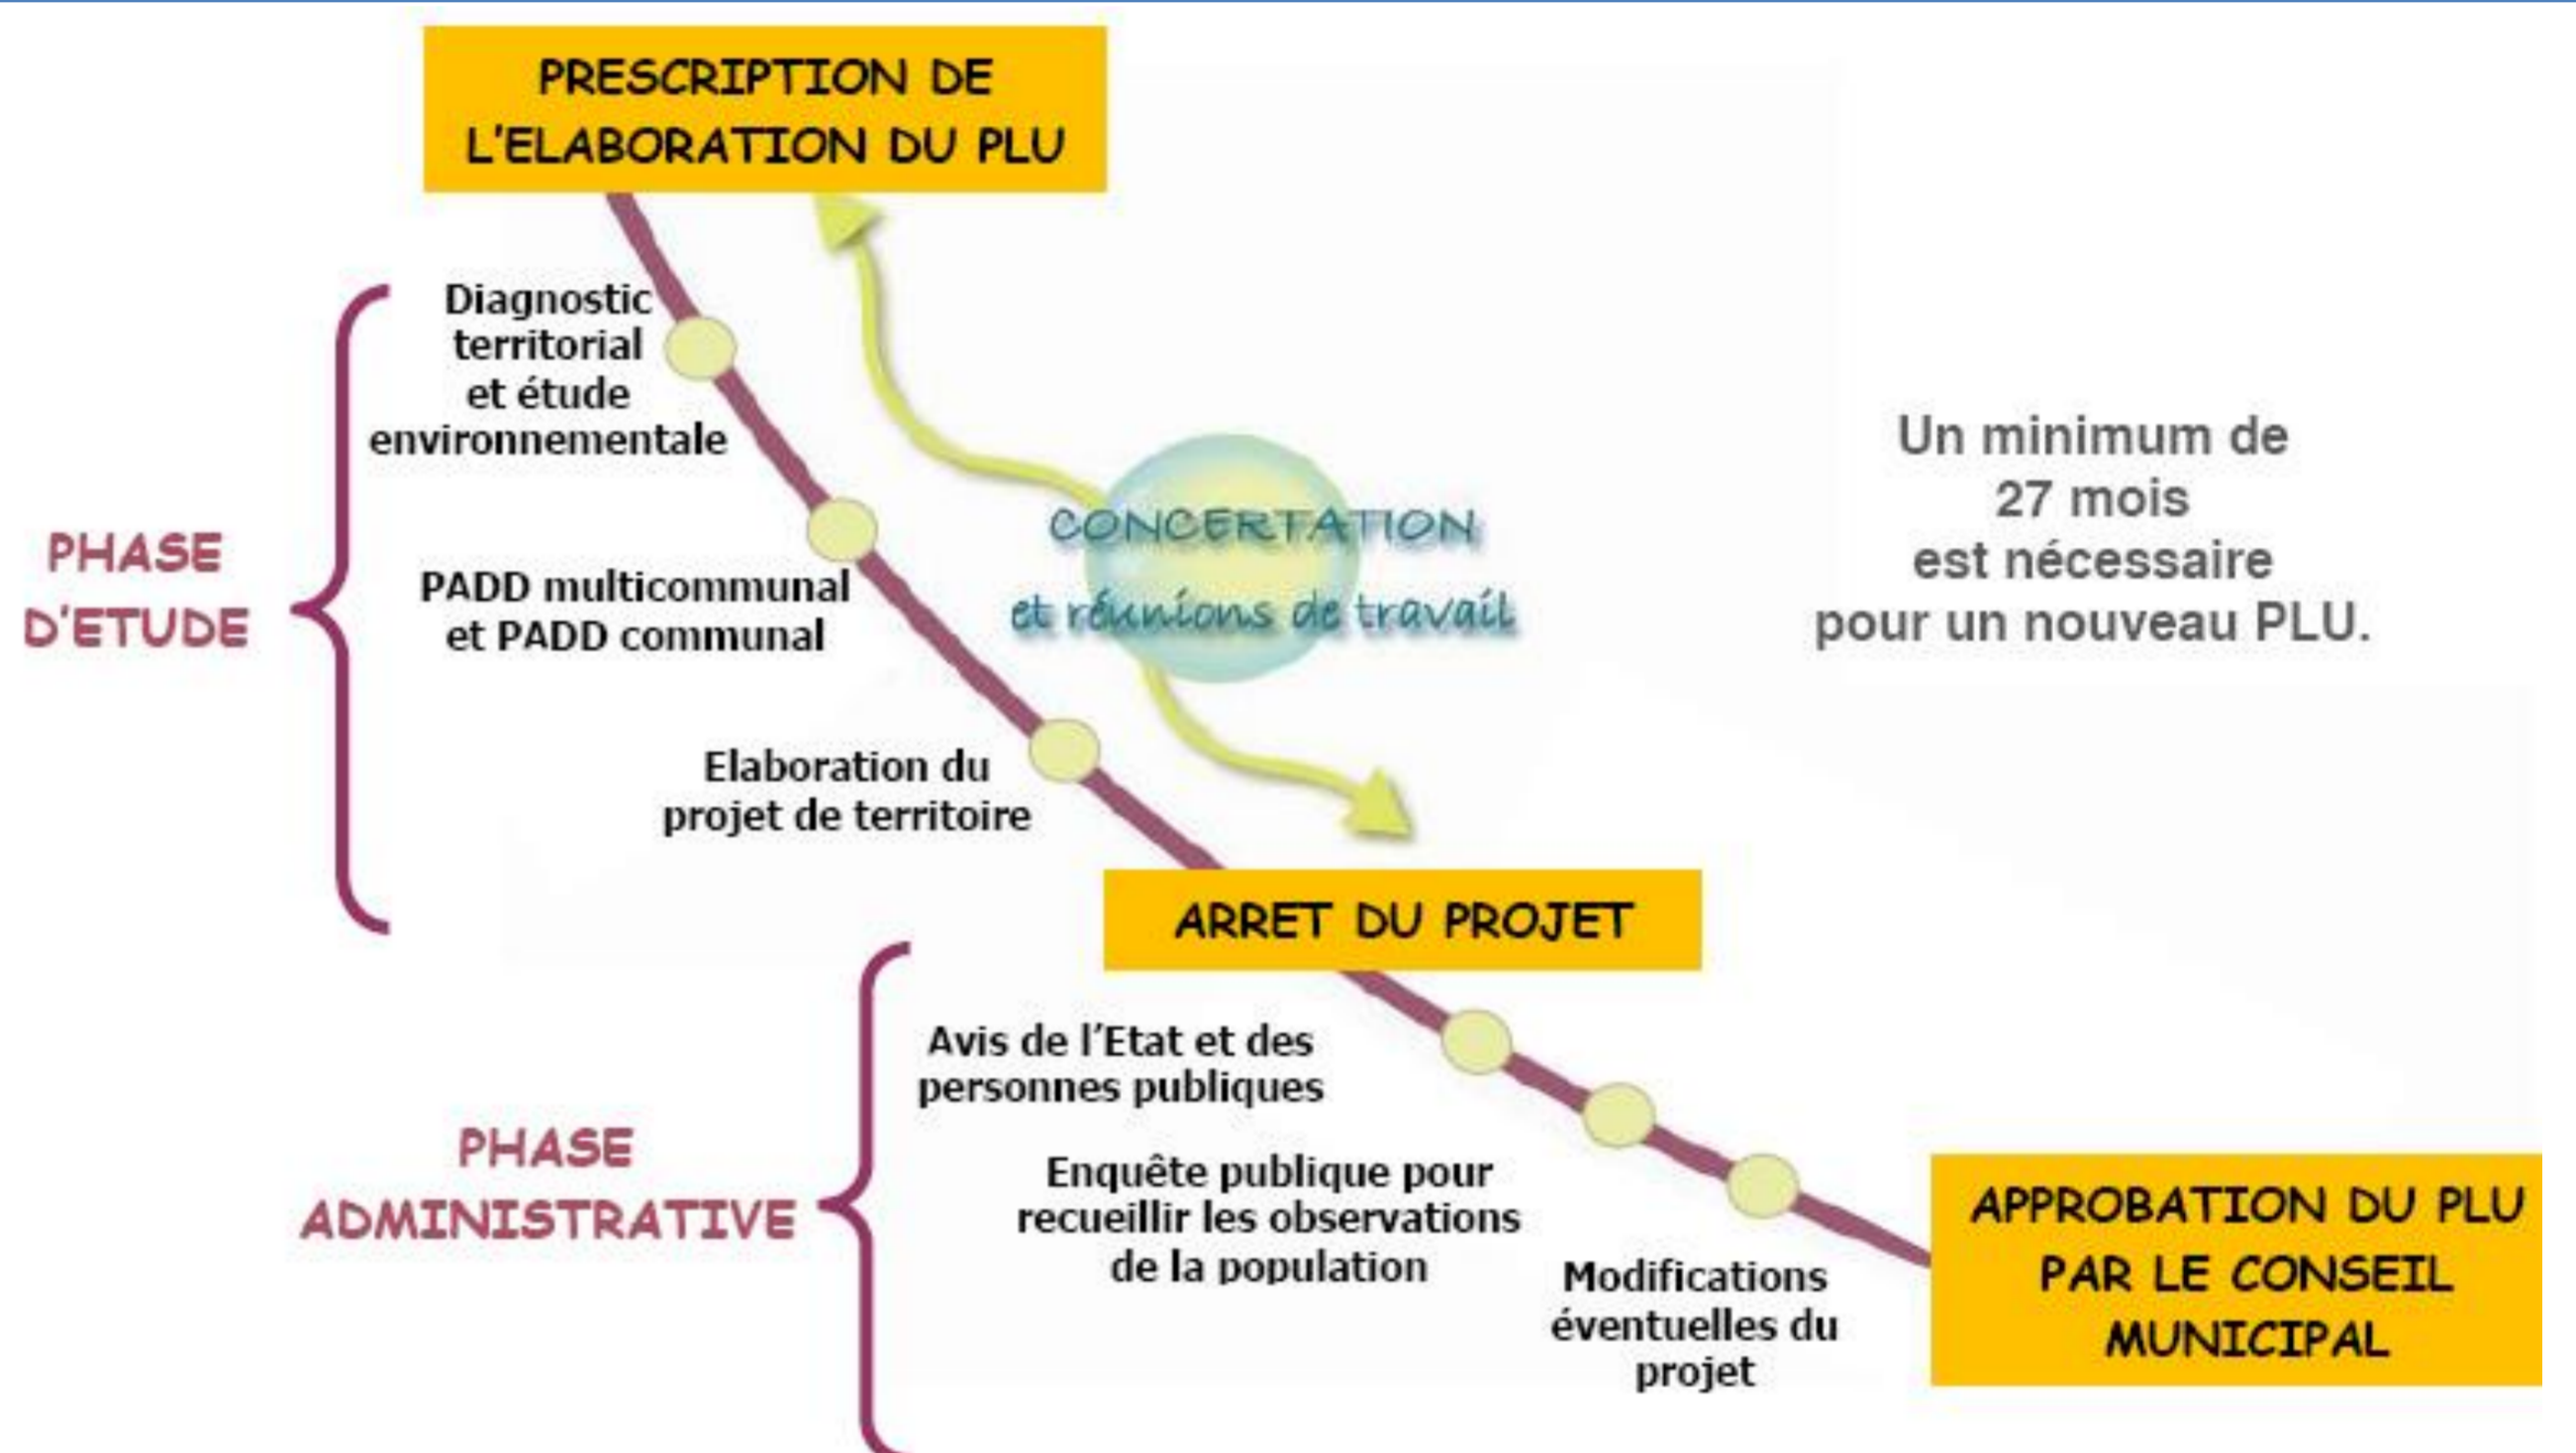 PRESCRIPTION DE
L'ELABORATION DU PLU
Diagnostic
territorial
et étude
environnementale
PHASE
D'ETUDE
PADD multicommunal
et PADD communal
Elaboration du
projet de territoire
CONCERTATION
et réunions de travail
Un minimum de
27 mois
est nécessaire
pour un nouveau PLU.
ARRET DU PROJET
PHASE
ADMINISTRATIVE
Avis de l'Etat et des
personnes publiques
Enquête publique pour
recueillir les observations
de la population
Modifications
éventuelles du
projet
APPROBATION DU PLU
PAR LE CONSEIL
MUNICIPAL